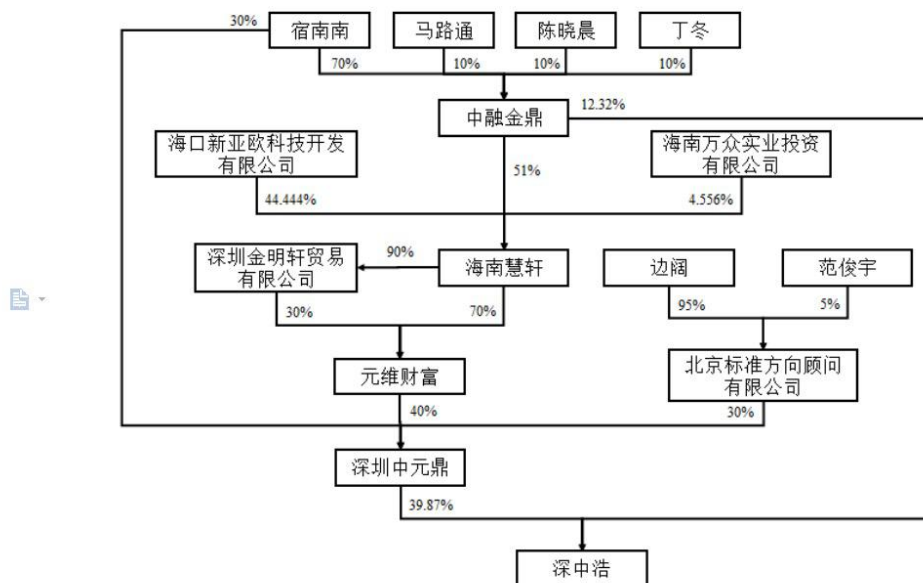 30%
宿南南
马路通
陈晓晨
丁冬
70%
10%
10%
10%
中融金鼎
12.32%
海口新亚欧科技开发
有限公司
海南万众实业投资
有限公司
51%
44.444%
4.556%
深圳金明轩贸易
有限公司
90%
海南慧轩
边阔
范俊宇
30%
70%
95%
5%
元维财富
北京标准方向顾问
有限公司
40%
30%
深圳中元鼎
39.87%
深中浩